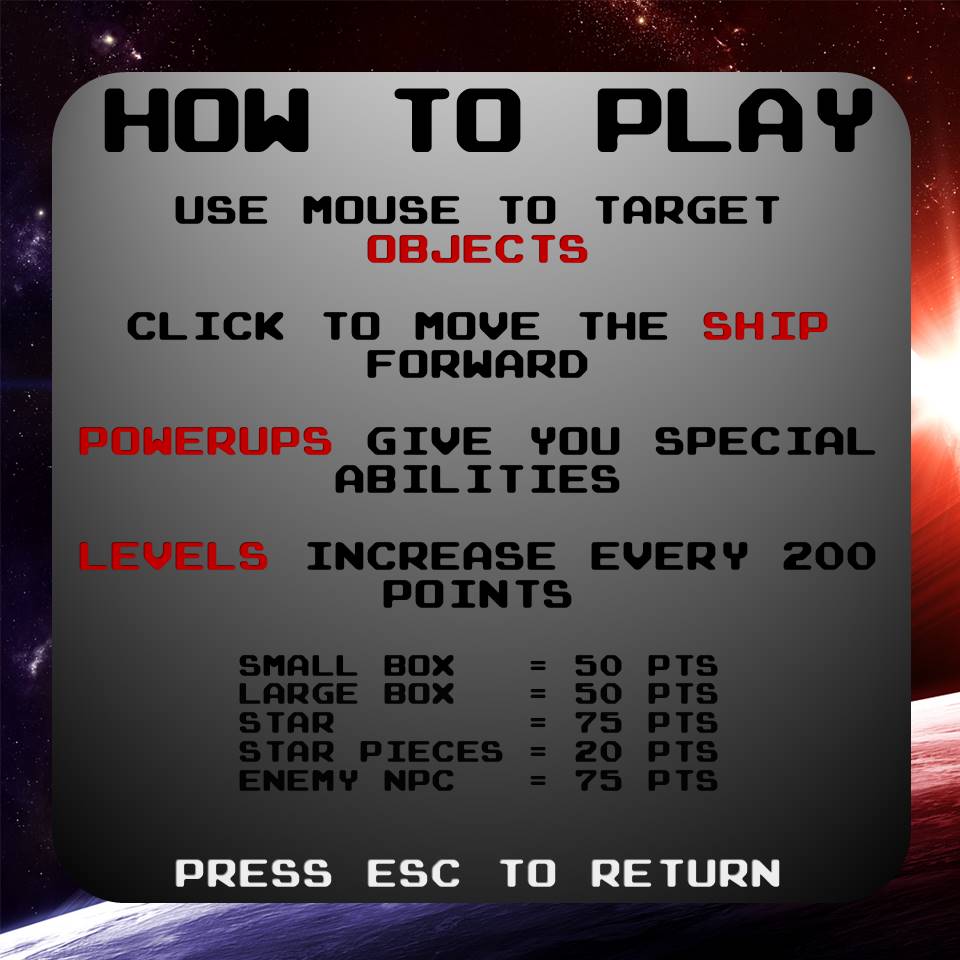 HOW TO PLAY
USE MOUSE TO TARGET
OBJECTS
CLICK TO MOVE THE SHIP
FORWARD
POWERUPS GIVE YOU SPECIAL
ABILITIES
LEVELS INCREASE EVERY 200
POINTS
SMALL BOX = 50 PTS
LARGE BOX = 50 PTS
STAR = 75 PTS
STAR PIECES = 20 PTS
ENEMY NPC = 75 PTS
PRESS ESC TO RETURN